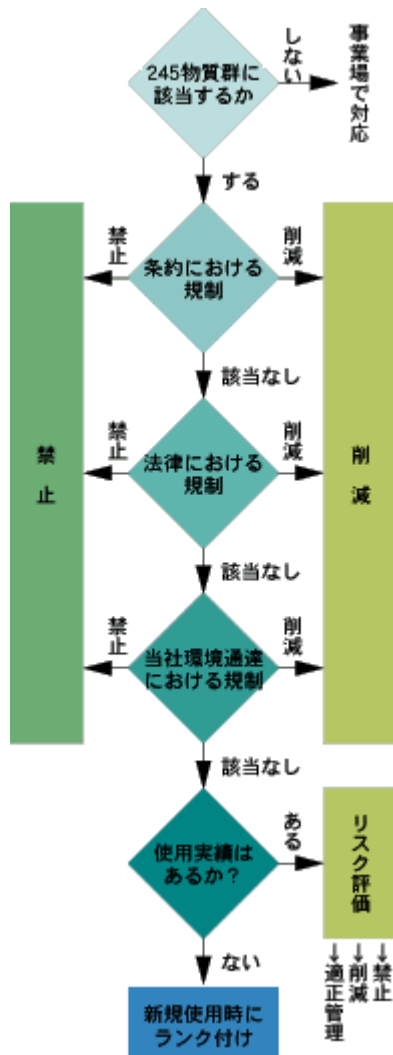 245物質群に
該当するか
しない
事業場で対応
する
禁止
条約における
規制
削減
該当なし
禁止
禁止
法律における
規制
削減
削減
該当なし
禁止
当社環境通達
における規制
削減
該当なし
使用実績は
あるか？
ある
リスク評価
↓禁止
↓削減
↓適正管理
ない
新規使用時に
ランク付け